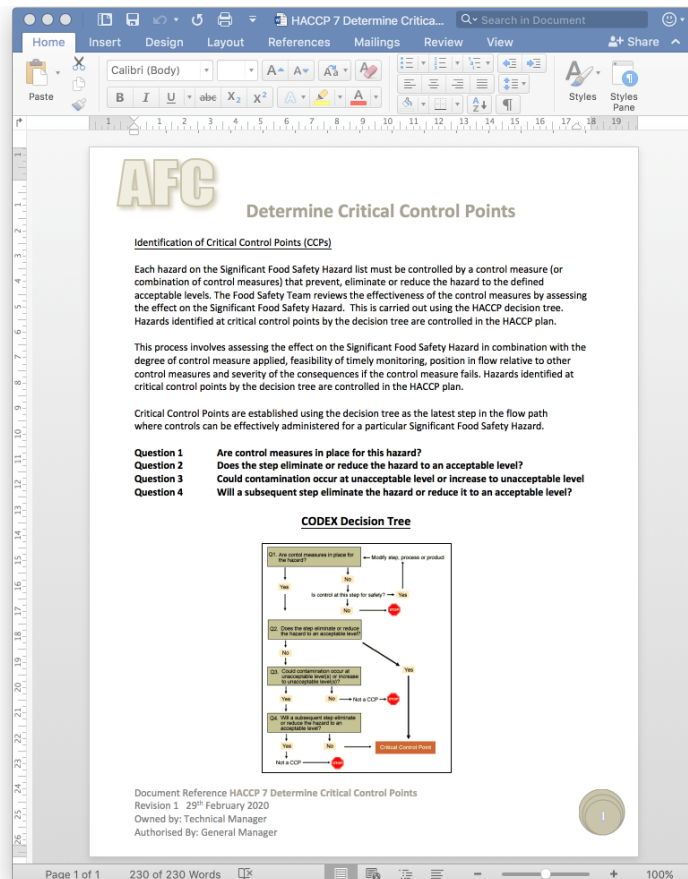 HACCP 7 Determine Critica...
Search in Document
Home Insert Design Layout References Mailings Review View Share
Paste
Calibri (Body)
Styles
Styles Pane
AFC
Determine Critical Control Points
Identification of Critical Control Points (CCPs)
Each hazard on the Significant Food Safety Hazard list must be controlled by a control measure (or
combination of control measures) that prevent, eliminate or reduce the hazard to the defined
acceptable levels. The Food Safety Team reviews the effectiveness of the control measures by assessing
the effect on the Significant Food Safety Hazard. This is carried out using the HACCP decision tree.
Hazards identified at critical control points by the decision tree are controlled in the HACCP plan.
This process involves assessing the effect on the Significant Food Safety Hazard in combination with the
degree of control measure applied, feasibility of timely monitoring, position in flow relative to other
control measures and severity of the consequences if the control measure fails. Hazards identified at
critical control points by the decision tree are controlled in the HACCP plan.
Critical Control Points are established using the decision tree as the latest step in the flow path
where controls can be effectively administered for a particular Significant Food Safety Hazard.
Question 1 Are control measures in place for this hazard?
Question 2 Does the step eliminate or reduce the hazard to an acceptable level?
Question 3 Could contamination occur at unacceptable level or increase to unacceptable level
Question 4 Will a subsequent step eliminate the hazard or reduce it to an acceptable level?
CODEX Decision Tree
Q1. Are contol measures in place for
the hazard?
Modify step, process or product
Yes
No
Is control at this step for safety?
Yes
No
STOP
Q2. Does the step eliminate or reduce
the hazard to an acceptable level?
No
Yes
Q3. Could contamination occur at
unacceptable level(s) or increase
to unacceptable level(s)?
Yes
No
Not a CCP
STOP
Q4. Will a subsequent step eliminate
or reduce the hazard to an
acceptable level?
Yes
No
Critical Control Point
Not a CCP
STOP
Document Reference HACCP 7 Determine Critical Control Points
Revision 1 29th February 2020
Owned by: Technical Manager
Authorised By: General Manager
1
Page 1 of 1 230 of 230 Words 100%